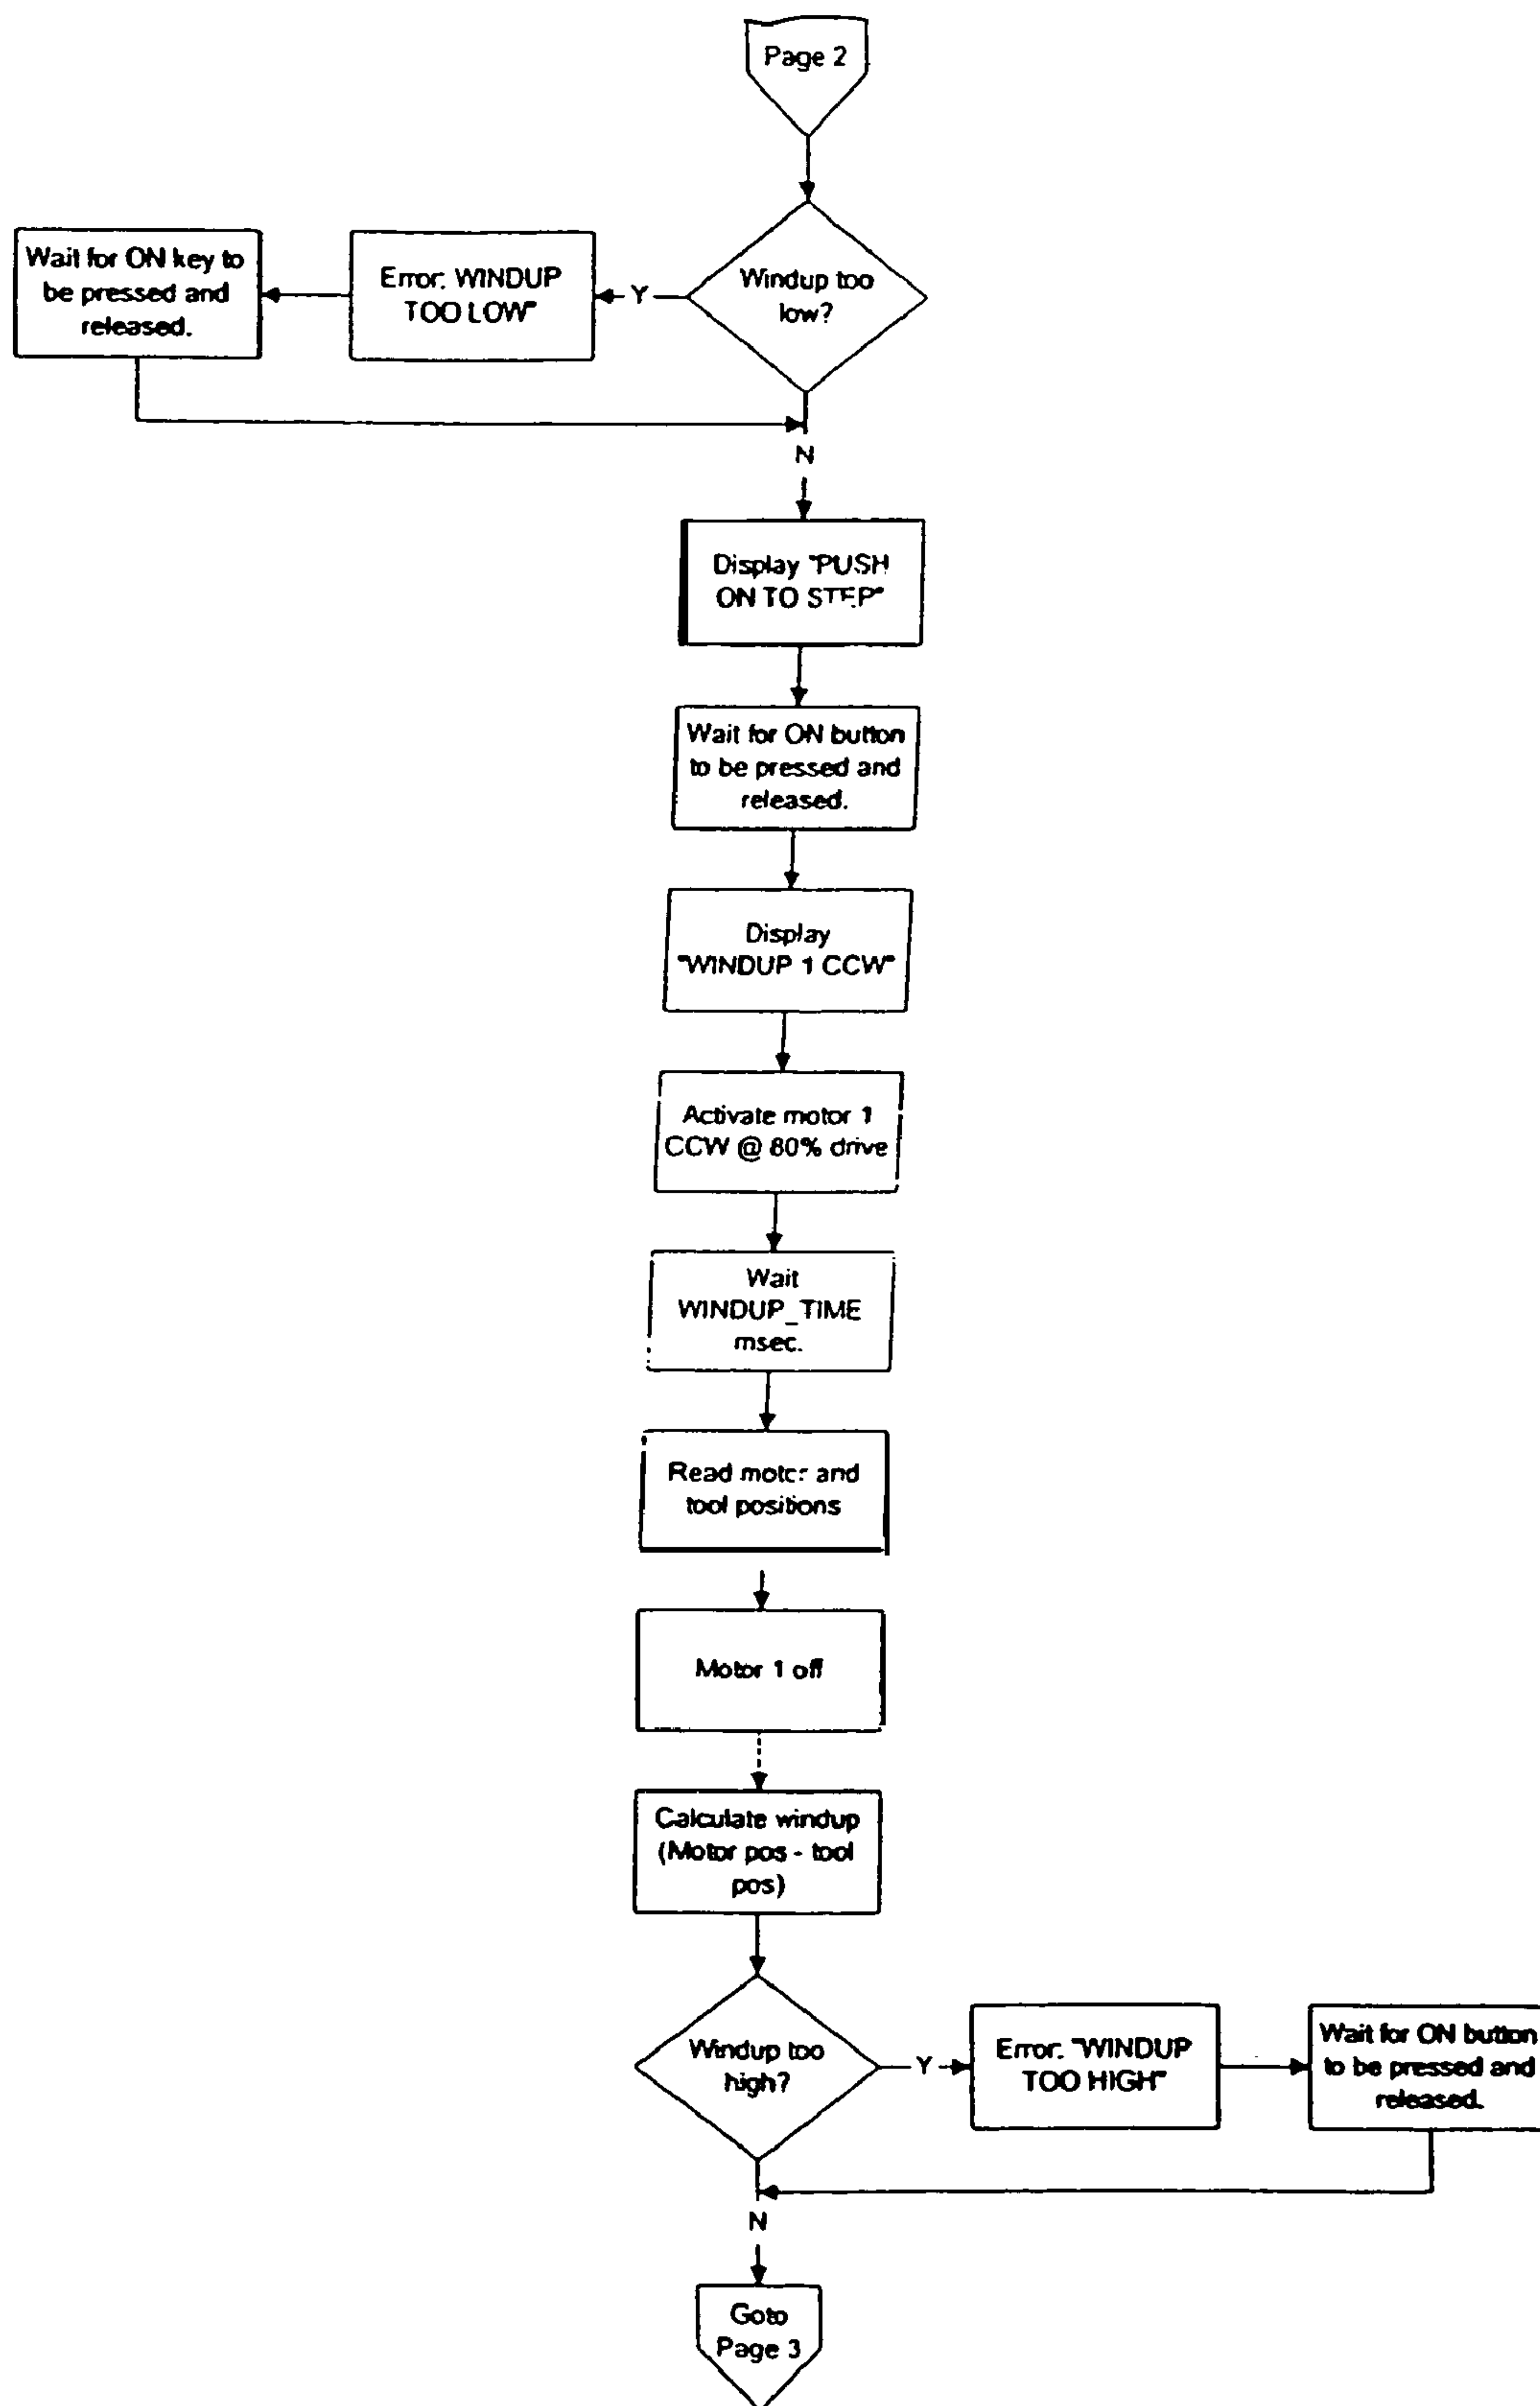 Page 2
Windup too
low?
Y
Error: WINDUP
TOO LOW"
Wait for ON key to
be pressed and
released.
N
Display "PUSH
ON TO STEP"
Wait for ON button
to be pressed and
released.
Display
"WINDUP 1 CCW"
Activate motor 1
CCW @ 80% drive
Wait
WINDUP_TIME
msec.
Read motor and
tool positions
Motor 1 off
Calculate windup
(Motor pos - tool
pos)
Windup too
high?
Y
Error: "WINDUP
TOO HIGH"
Wait for ON button
to be pressed and
released.
N
Goto
Page 3